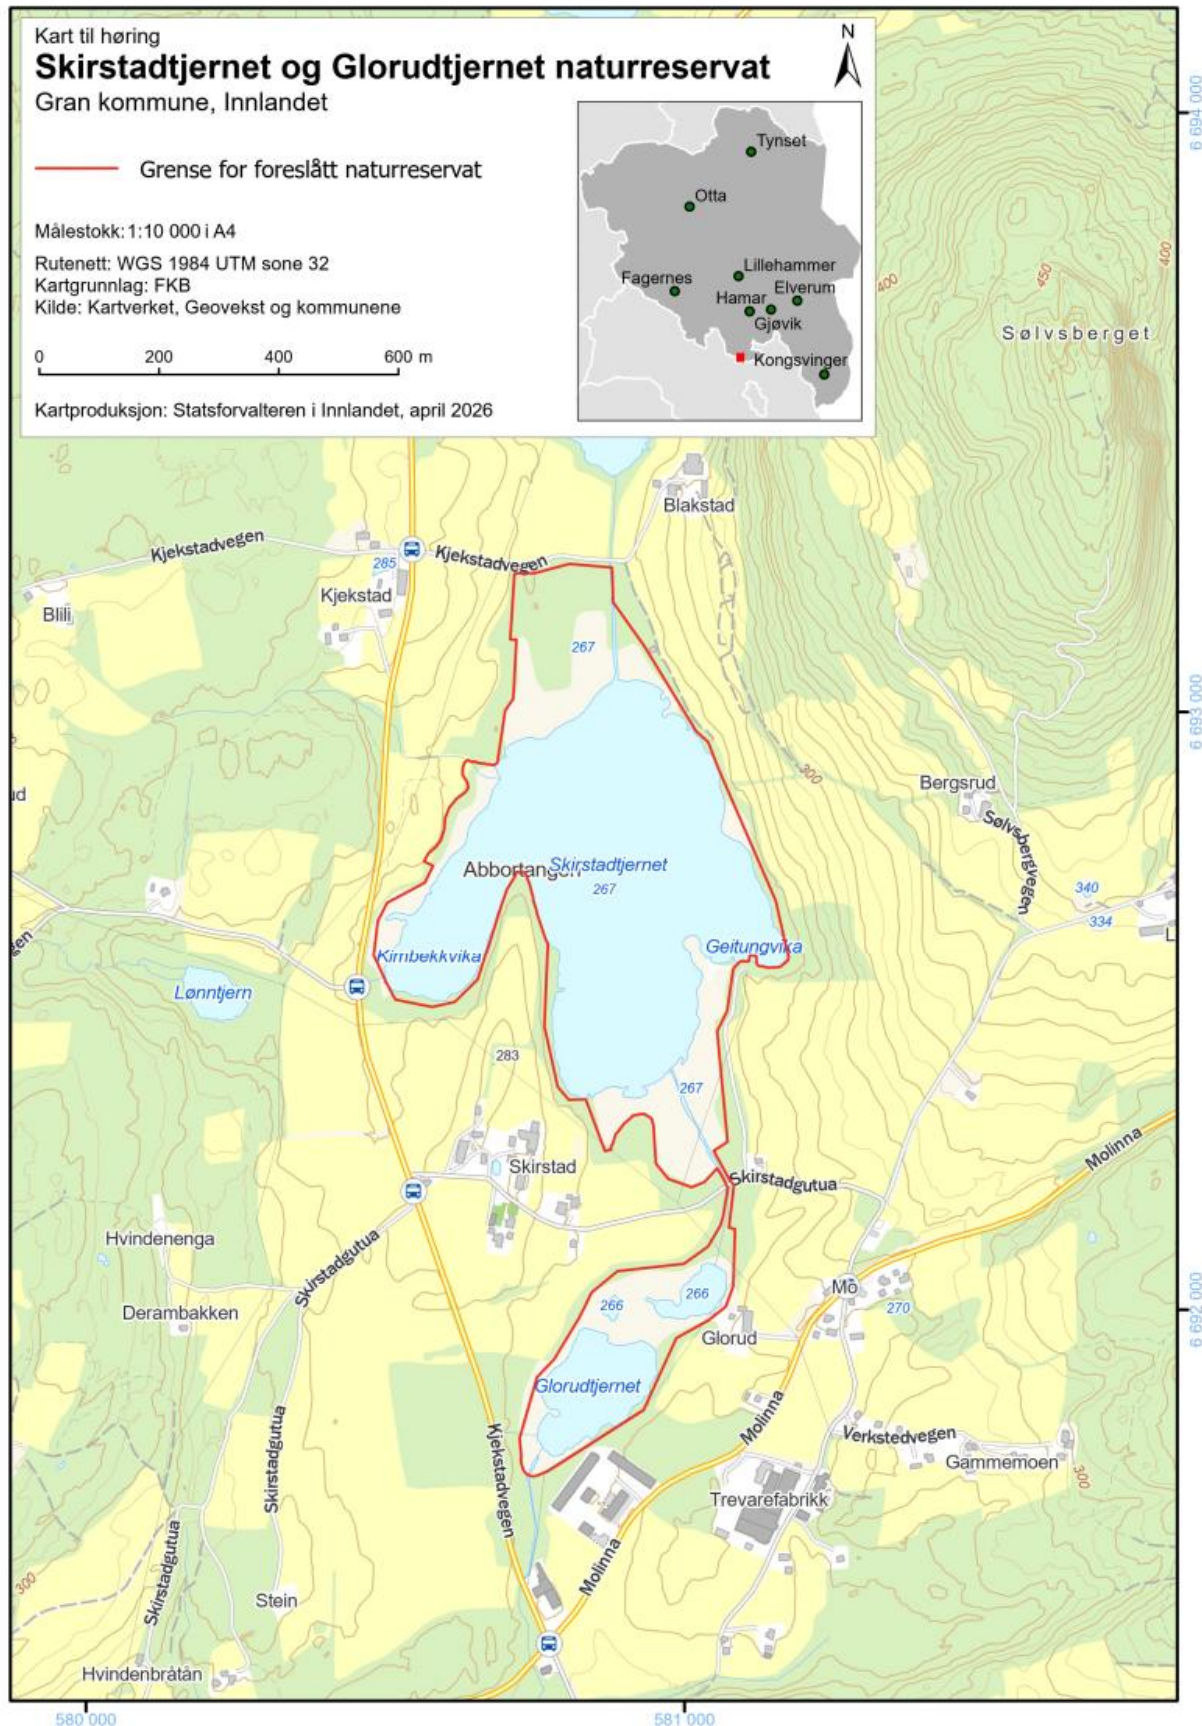 Kart til høring
Skirstadtjernet og Glorudtjernet naturreservat
Gran kommune, Innlandet
N
Grense for foreslått naturreservat
Målestokk: 1:10 000 i A4
Rutenett: WGS 1984 UTM sone 32
Kartgrunnlag: FKB
Kilde: Kartverket, Geovekst og kommunene
0 200 400 600 m
Kartproduksjon: Statsforvalteren i Innlandet, april 2026
Tynset
Otta
Lillehammer
Fagernes
Elverum
Hamar
Gjøvik
Kongsvinger
6 694 000
400
450
400
Sølvsberget
Blakstad
Kjekstadvegen
Kjekstadvegen
285
Kjekstad
Blili
267
6 693 000
300
ud
Bergsrud
Sølvsbergvegen
Abbortangen
Skirstadtjernet
267
340
334
L
gen
Kirnbekkvika
Geitungvika
Lønntjern
283
267
Molinna
Skirstad
Skirstadgutua
Hvindenenga
Skirstadgutua
Mo
266
266
270
Derambakken
Glorud
6 692 000
Glorudtjernet
Molinna
Skirstadgutua
Kjekstadvegen
Verkstedvegen
Gammemoen
300
Trevarefabrikk
Skirstadgutua
Molinna
300
Stein
Hvindenbråtån
580 000
581 000